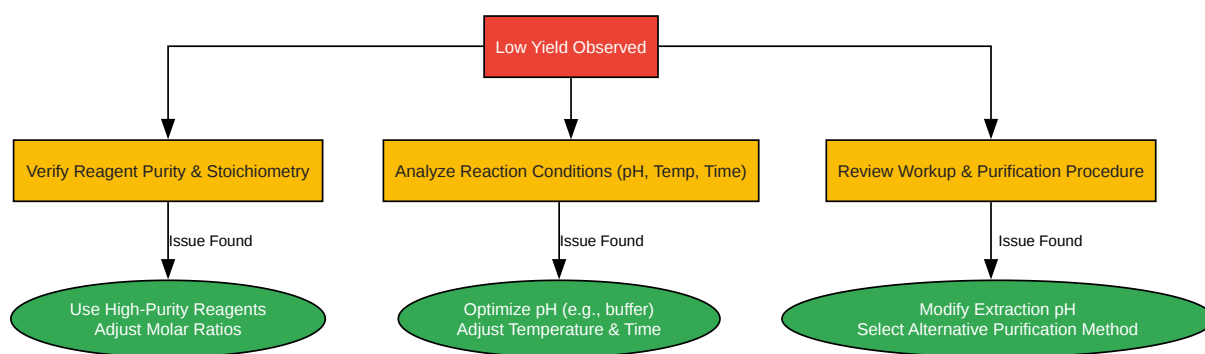 Low Yield Observed
Verify Reagent Purity & Stoichiometry
Analyze Reaction Conditions (pH, Temp, Time)
Review Workup & Purification Procedure
Issue Found
Issue Found
Issue Found
Use High-Purity Reagents
Adjust Molar Ratios
Optimize pH (e.g., buffer)
Adjust Temperature & Time
Modify Extraction pH
Select Alternative Purification Method